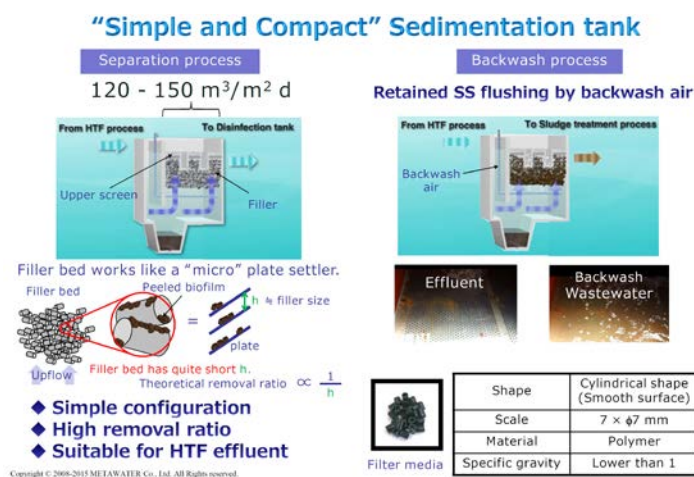 “Simple and Compact” Sedimentation tank
Separation process
120 - 150 m³/m² d
From HTF process
To Disinfection tank
Upper screen
Filler
Filler bed works like a “micro” plate settler.
Filler bed
Peeled biofilm
=
h ≒ filler size
plate
Upflow
Filler bed has quite short h.
Theoretical removal ratio ∝ 1/h
◆ Simple configuration
◆ High removal ratio
◆ Suitable for HTF effluent
Copyright © 2008-2015 METAWATER Co., Ltd. All Rights reserved.
Backwash process
Retained SS flushing by backwash air
From HTF process
To Sludge treatment process
Backwash
air
Effluent
Backwash
Wastewater
Filter media
Shape
Cylindrical shape
(Smooth surface)
Scale
7 × ϕ7 mm
Material
Polymer
Specific gravity
Lower than 1